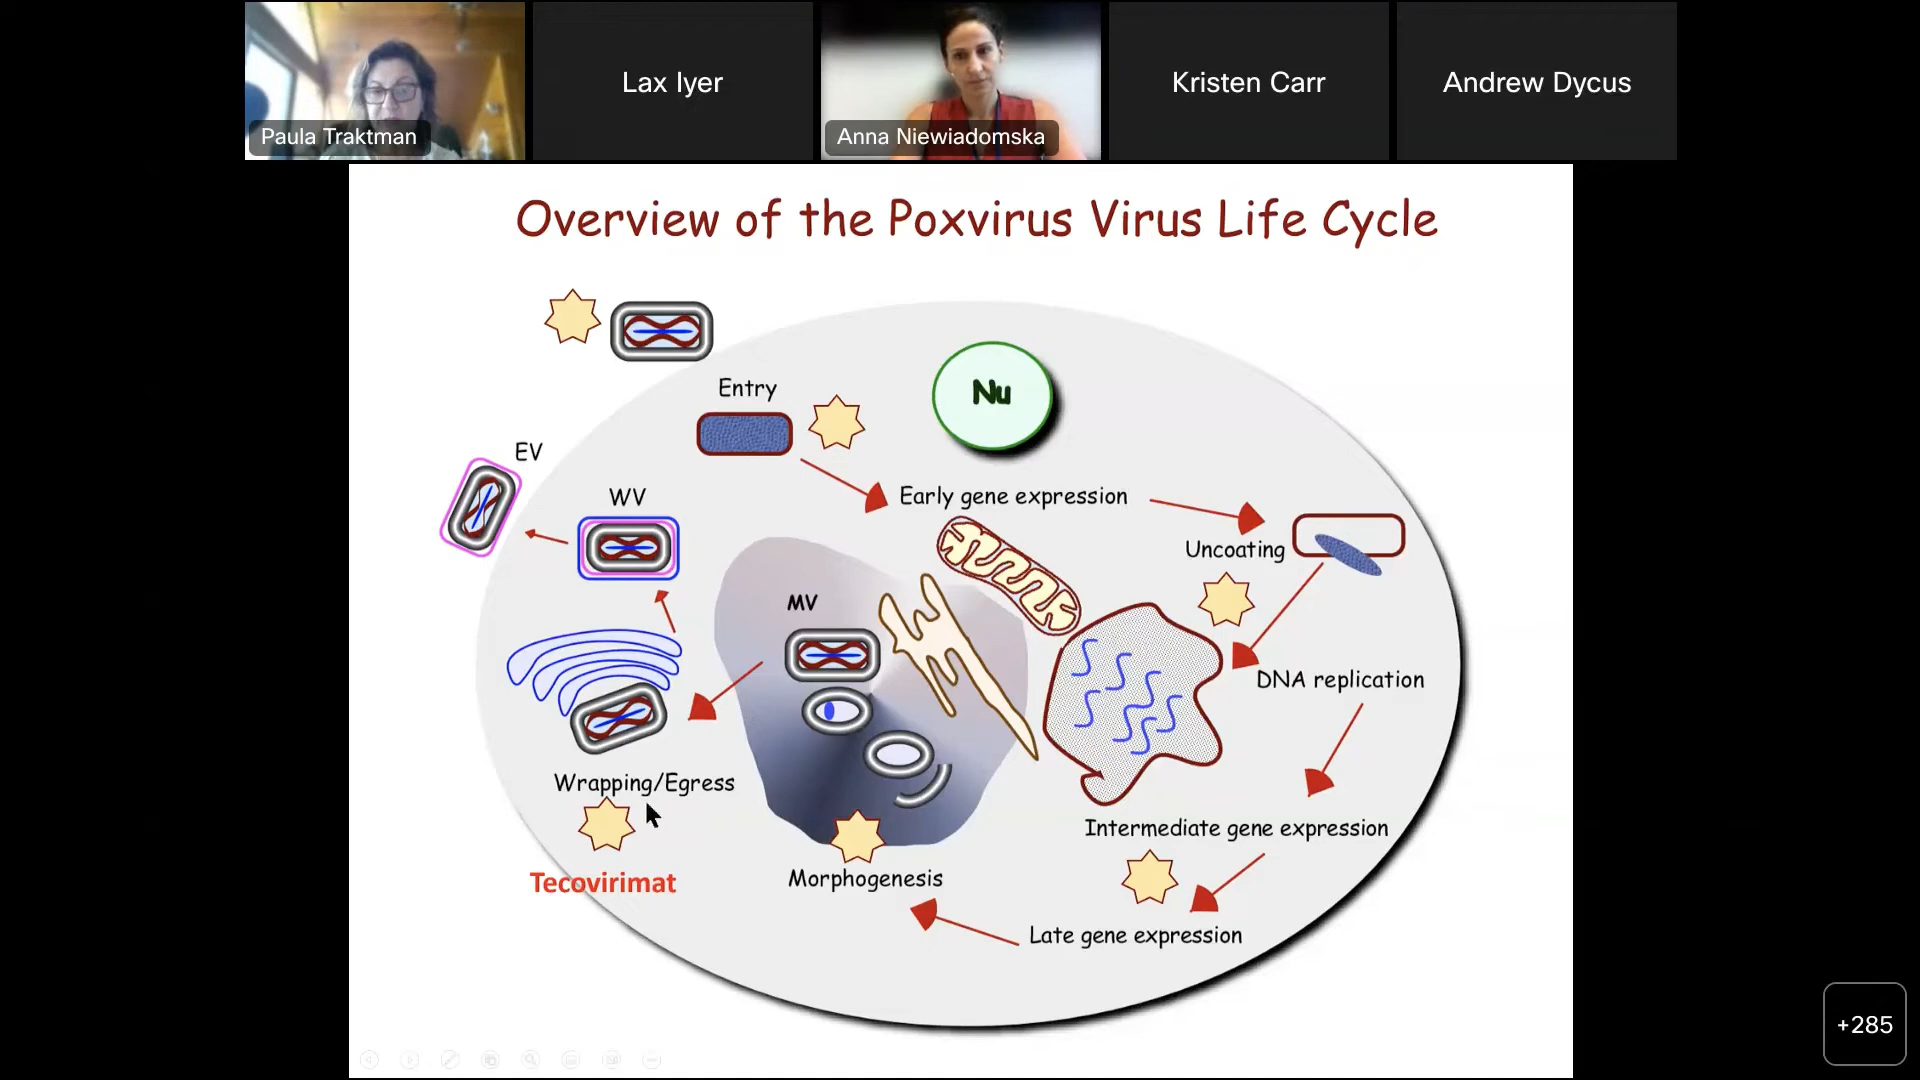 Paula Traktman
Lax Iyer
Anna Niewiadomska
Kristen Carr
Andrew Dycus
Overview of the Poxvirus Virus Life Cycle
Entry
Nu
EV
WV
Early gene expression
Uncoating
MV
DNA replication
Wrapping/Egress
Intermediate gene expression
Tecovirimat
Morphogenesis
Late gene expression
+285